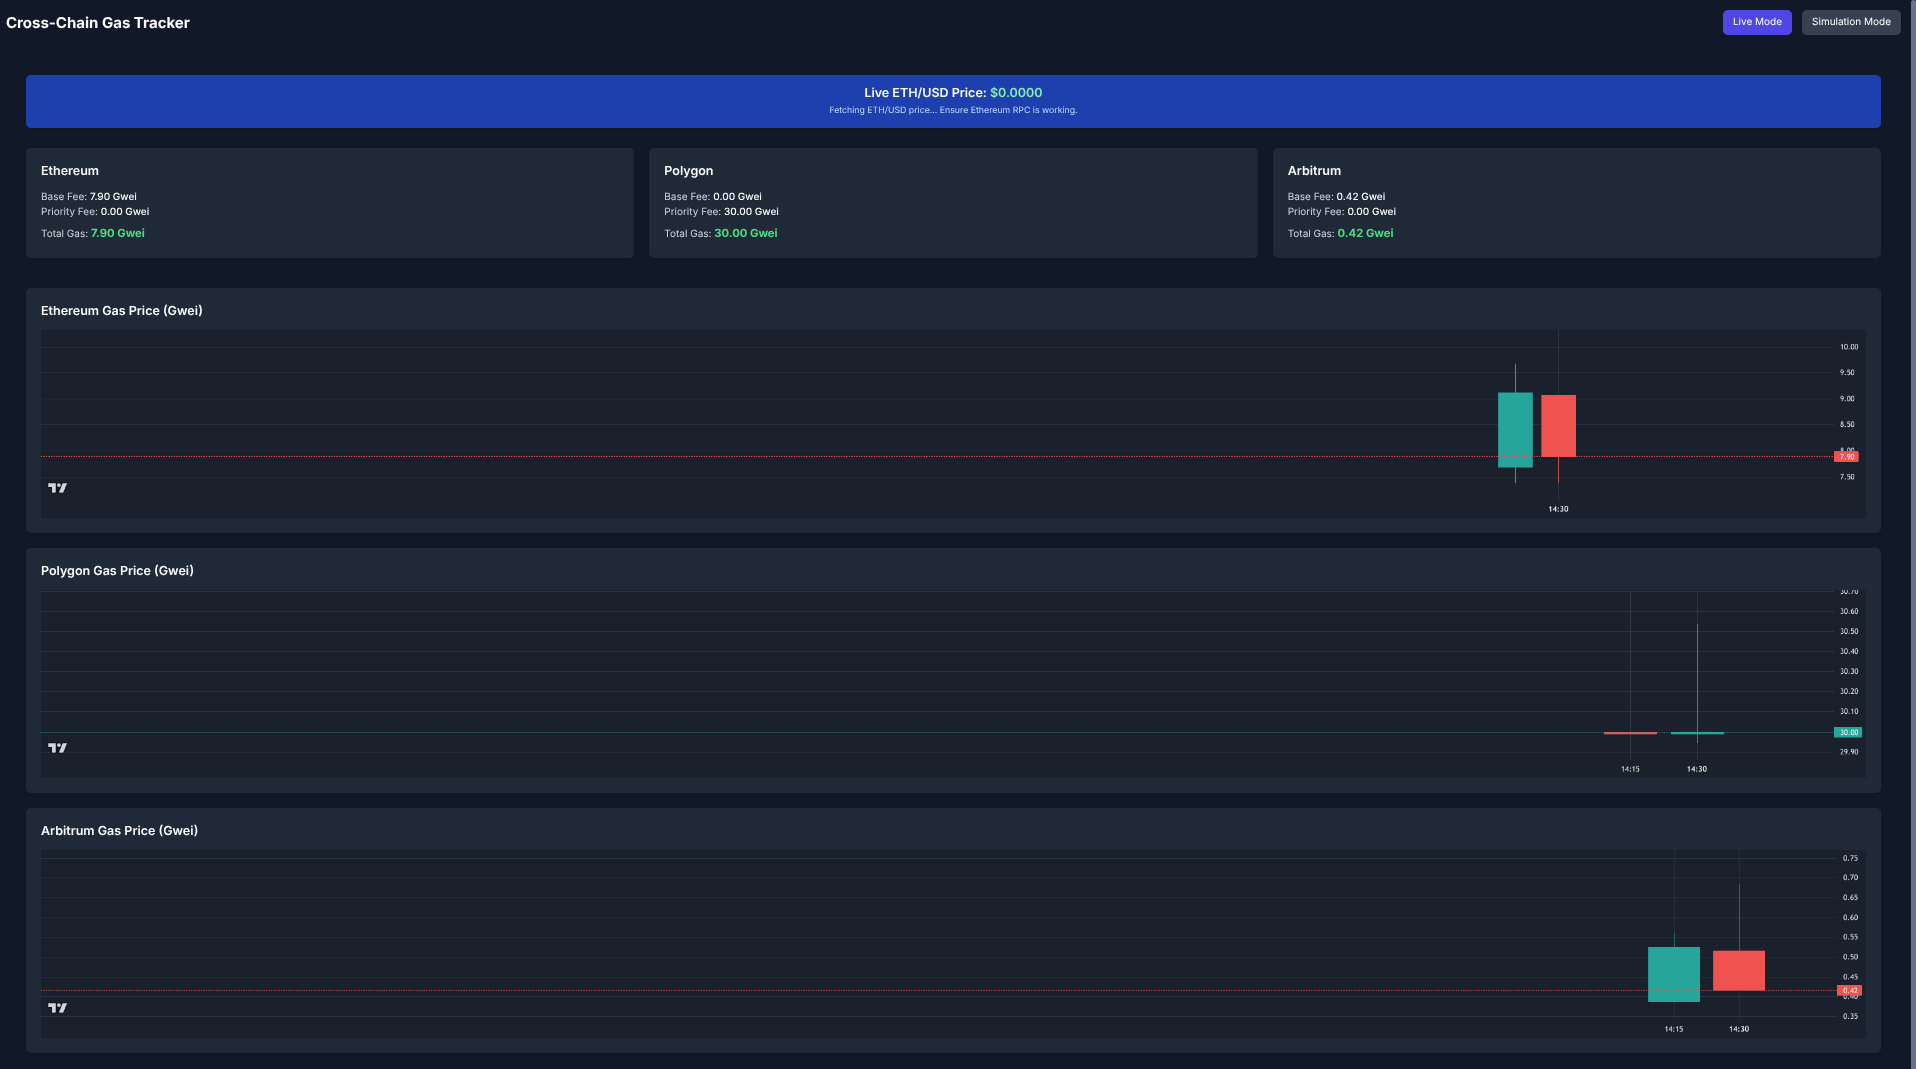 Cross-Chain Gas Tracker
Live Mode
Simulation Mode
Live ETH/USD Price: $0.0000
Fetching ETH/USD price... Ensure Ethereum RPC is working.
Ethereum
Base Fee: 7.90 Gwei
Priority Fee: 0.00 Gwei
Total Gas: 7.90 Gwei
Polygon
Base Fee: 0.00 Gwei
Priority Fee: 30.00 Gwei
Total Gas: 30.00 Gwei
Arbitrum
Base Fee: 0.42 Gwei
Priority Fee: 0.00 Gwei
Total Gas: 0.42 Gwei
Ethereum Gas Price (Gwei)
10.00
9.50
9.00
8.50
8.00
7.90
7.50
14:30
Polygon Gas Price (Gwei)
30.70
30.60
30.50
30.40
30.30
30.20
30.10
30.00
29.90
14:15
14:30
Arbitrum Gas Price (Gwei)
0.75
0.70
0.65
0.60
0.55
0.50
0.45
0.42
0.40
0.35
14:15
14:30